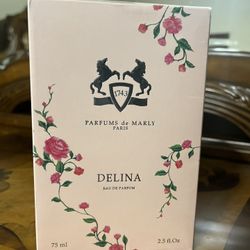 1743
PARFUMS de MARLY
PARIS
DELINA
EAU DE PARFUM
75 ml 2.5 fl.Oz